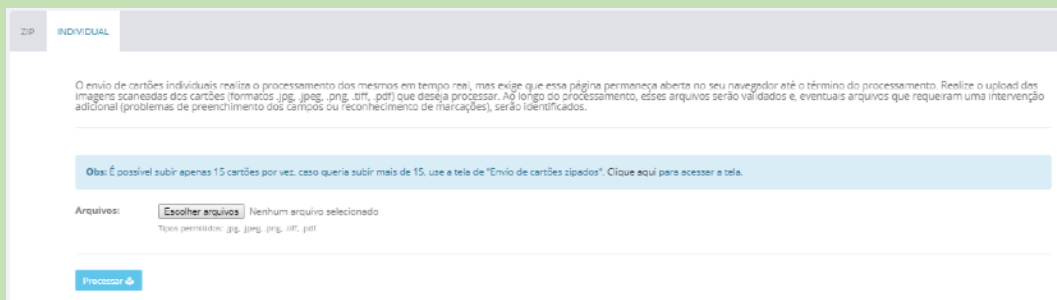 ZIP
INDIVIDUAL
O envio de cartões individuais realiza o processamento dos mesmos em tempo real, mas exige que essa página permaneça aberta no seu navegador até o término do processamento. Realize o upload das
imagens scaneadas dos cartões (formatos .jpg, .jpeg, .png, .tiff, .pdf) que deseja processar. Ao longo do processamento, esses arquivos serão validados e, eventuais arquivos que requeiram uma intervenção
adicional (problemas de preenchimento dos campos ou reconhecimento de marcações), serão identificados.
Obs: É possível subir apenas 15 cartões por vez, caso queria subir mais de 15, use a tela de "Envio de cartões zipados". Clique aqui para acessar a tela.
Arquivos: Escolher arquivos Nenhum arquivo selecionado
Tipos permitidos: .jpg, .jpeg, .png, .tiff, .pdf
Processar